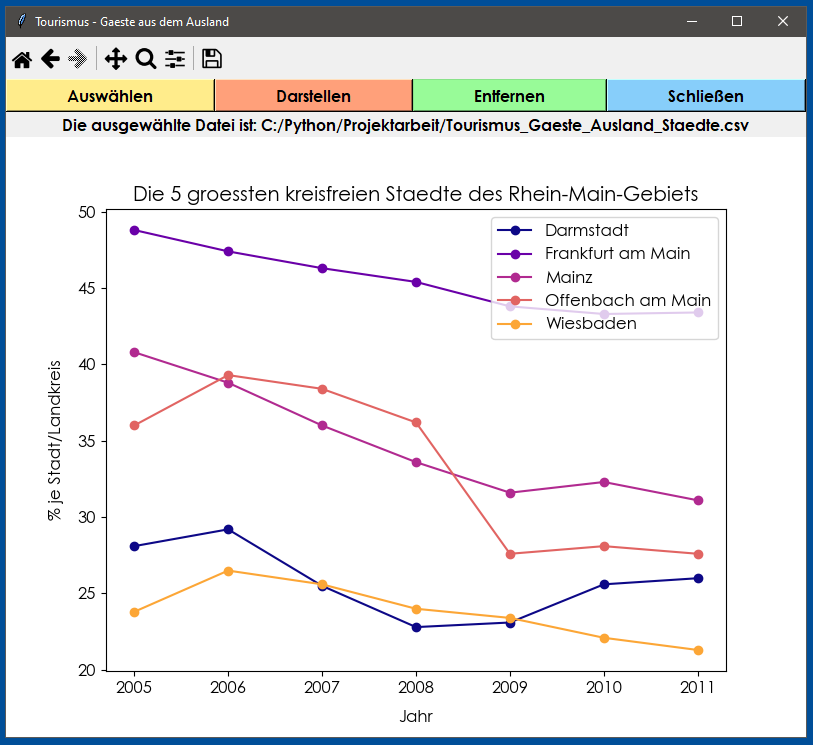 Tourismus - Gaeste aus dem Ausland
Auswählen Darstellen Entfernen Schließen
Die ausgewählte Datei ist: C:/Python/Projektarbeit/Tourismus_Gaeste_Ausland_Staedte.csv
Die 5 groessten kreisfreien Staedte des Rhein-Main-Gebiets
Darmstadt
Frankfurt am Main
Mainz
Offenbach am Main
Wiesbaden
50
45
40
35
30
25
20
% je Stadt/Landkreis
2005 2006 2007 2008 2009 2010 2011
Jahr